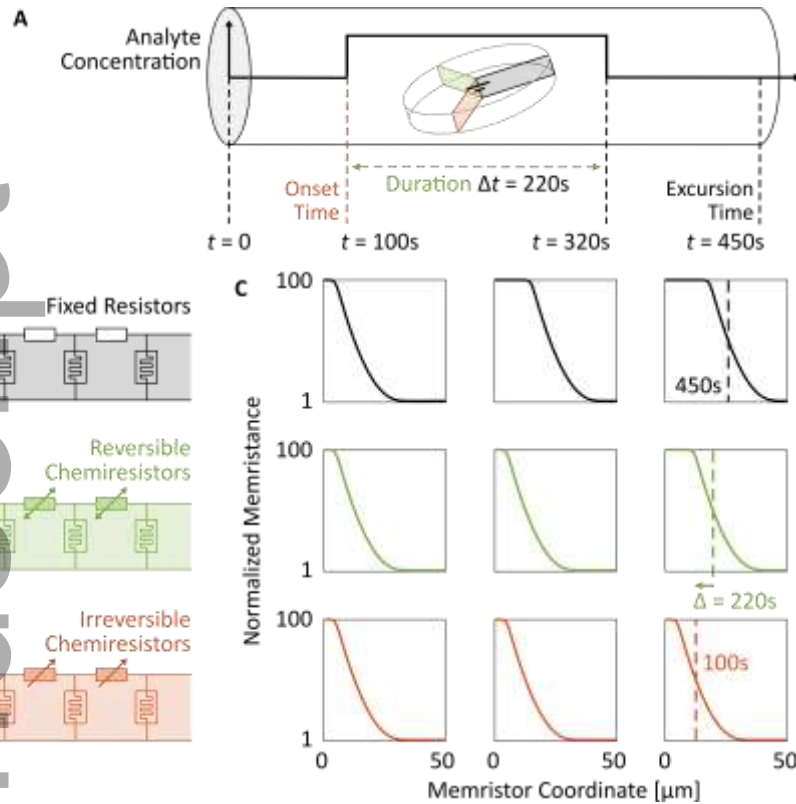 A
Analyte
Concentration
Onset
Time
Duration Δt = 220s
Excursion
Time
t = 0
t = 100s
t = 320s
t = 450s
Fixed Resistors
Reversible
Chemiresistors
Irreversible
Chemiresistors
C
Normalized Memristance
100
1
450s
100
1
Δ = 220s
100
1
100s
0
50
0
50
0
50
Memristor Coordinate [µm]